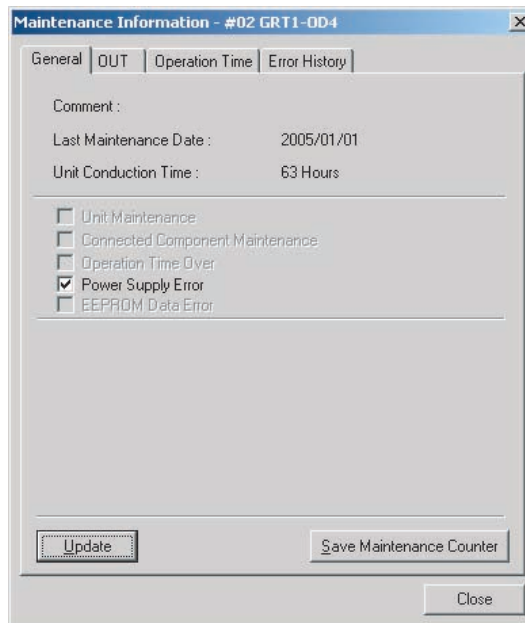 Maintenance Information - #02 GRT1-OD4
General
OUT
Operation Time
Error History
Comment :
Last Maintenance Date : 2005/01/01
Unit Conduction Time : 63 Hours
Unit Maintenance
Connected Component Maintenance
Operation Time Over
Power Supply Error
EEPROM Data Error
Update
Save Maintenance Counter
Close